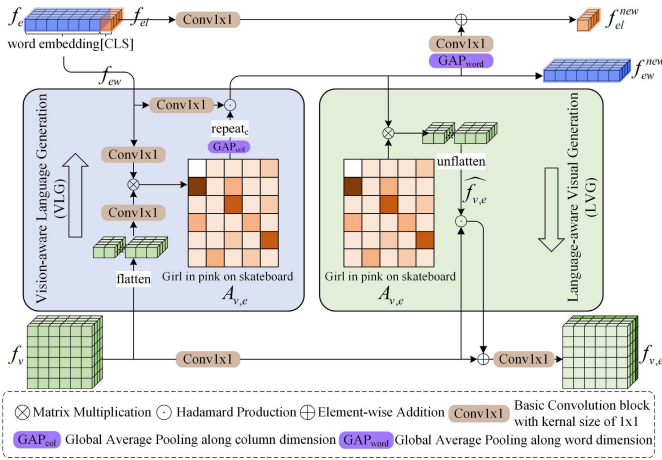 f_e
f_el
Conv1x1
f_el^new
word embedding[CLS]
Conv1x1
GAP_word
f_ew
f_ew^new
Conv1x1
repeat_c
GAP_col
Conv1x1
Conv1x1
flatten
Vision-aware Language Generation
(VLG)
Girl in pink on skateboard
A_v,e
unflatten
f_v,e
Language-aware Visual Generation
(LVG)
Girl in pink on skateboard
A_v,e
f_v
Conv1x1
Conv1x1
f_v,e
Matrix Multiplication
Hadamard Production
Element-wise Addition
Conv1x1
Basic Convolution block
with kernal size of 1x1
GAP_col Global Average Pooling along column dimension
GAP_word Global Average Pooling along word dimension